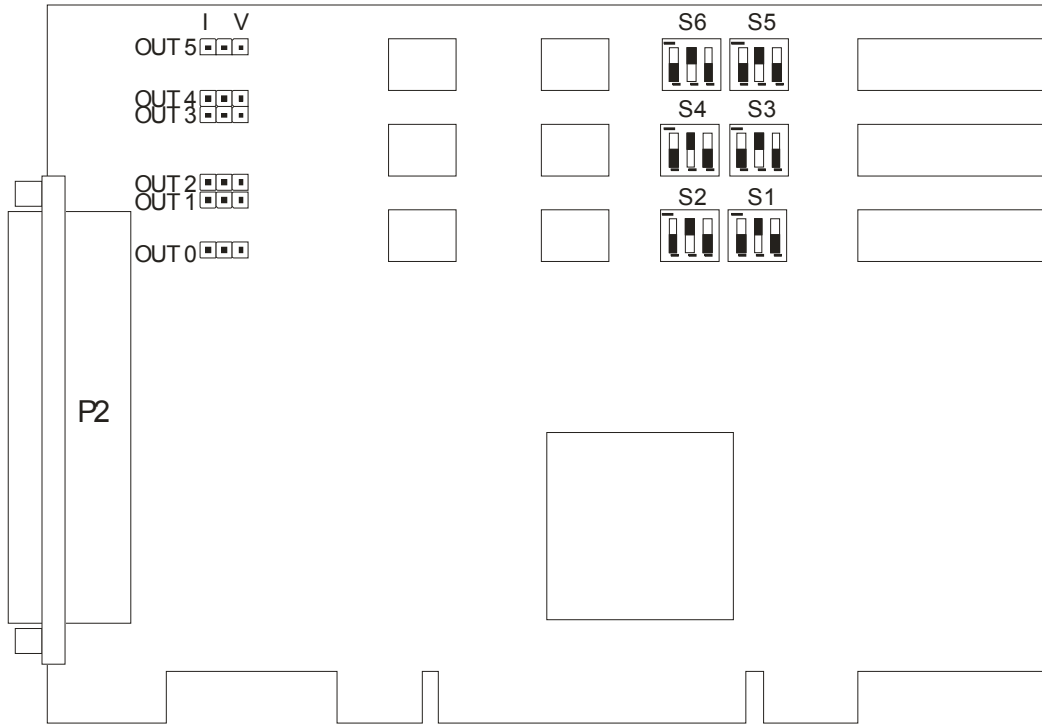 I V
OUT 5
OUT 4
OUT 3
OUT 2
OUT 1
OUT 0
S6 S5
S4 S3
S2 S1
P2